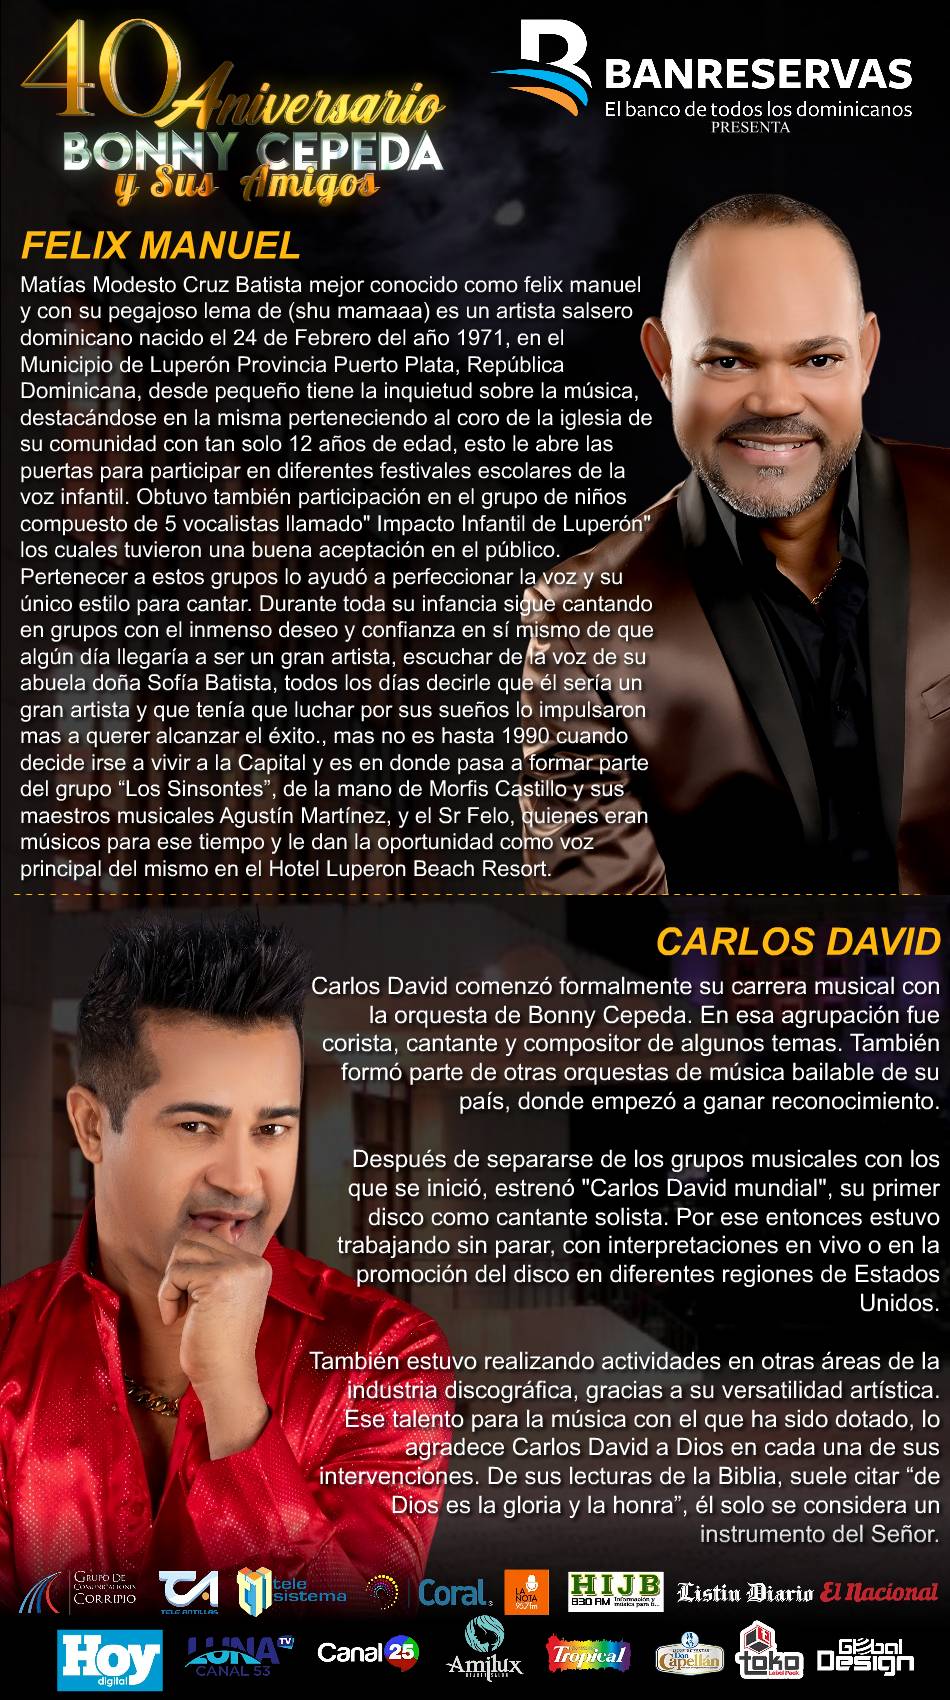 40 Aniversario
BONNY CEPEDA
y Sus Amigos
BANRESERVAS
El banco de todos los dominicanos
PRESENTA
FELIX MANUEL
Matías Modesto Cruz Batista mejor conocido como felix manuel
y con su pegajoso lema de (shu mamaaa) es un artista salsero
dominicano nacido el 24 de Febrero del año 1971, en el
Municipio de Luperón Provincia Puerto Plata, República
Dominicana, desde pequeño tiene la inquietud sobre la música,
destacándose en la misma perteneciendo al coro de la iglesia de
su comunidad con tan solo 12 años de edad, esto le abre las
puertas para participar en diferentes festivales escolares de la
voz infantil. Obtuvo también participación en el grupo de niños
compuesto de 5 vocalistas llamado" Impacto Infantil de Luperón"
los cuales tuvieron una buena aceptación en el público.
Pertenecer a estos grupos lo ayudó a perfeccionar la voz y su
único estilo para cantar. Durante toda su infancia sigue cantando
en grupos con el inmenso deseo y confianza en sí mismo de que
algún día llegaría a ser un gran artista, escuchar de la voz de su
abuela doña Sofía Batista, todos los días decirle que él sería un
gran artista y que tenía que luchar por sus sueños lo impulsaron
mas a querer alcanzar el éxito., mas no es hasta 1990 cuando
decide irse a vivir a la Capital y es en donde pasa a formar parte
del grupo “Los Sinsontes”, de la mano de Morfis Castillo y sus
maestros musicales Agustín Martínez, y el Sr Felo, quienes eran
músicos para ese tiempo y le dan la oportunidad como voz
principal del mismo en el Hotel Luperon Beach Resort.
CARLOS DAVID
Carlos David comenzó formalmente su carrera musical con
la orquesta de Bonny Cepeda. En esa agrupación fue
corista, cantante y compositor de algunos temas. También
formó parte de otras orquestas de música bailable de su
país, donde empezó a ganar reconocimiento.
Después de separarse de los grupos musicales con los
que se inició, estrenó "Carlos David mundial", su primer
disco como cantante solista. Por ese entonces estuvo
trabajando sin parar, con interpretaciones en vivo o en la
promoción del disco en diferentes regiones de Estados
Unidos.
También estuvo realizando actividades en otras áreas de la
industria discográfica, gracias a su versatilidad artística.
Ese talento para la música con el que ha sido dotado, lo
agradece Carlos David a Dios en cada una de sus
intervenciones. De sus lecturas de la Biblia, suele citar “de
Dios es la gloria y la honra”, él solo se considera un
instrumento del Señor.
GRUPO DE
COMUNICACIONES
CORRIPIO
TA
TELE ANTILLAS
tele
sistema
Coral
LA
NOTA
95.7 fm
HIJB
830 AM
Información y
música para ti...
Listin Diario
El Nacional
Hoy
digital
LUNA TV
CANAL 53
Canal 25
Amilux
Tropical
Don
Capellán
toko
Label Pack
Global
Design